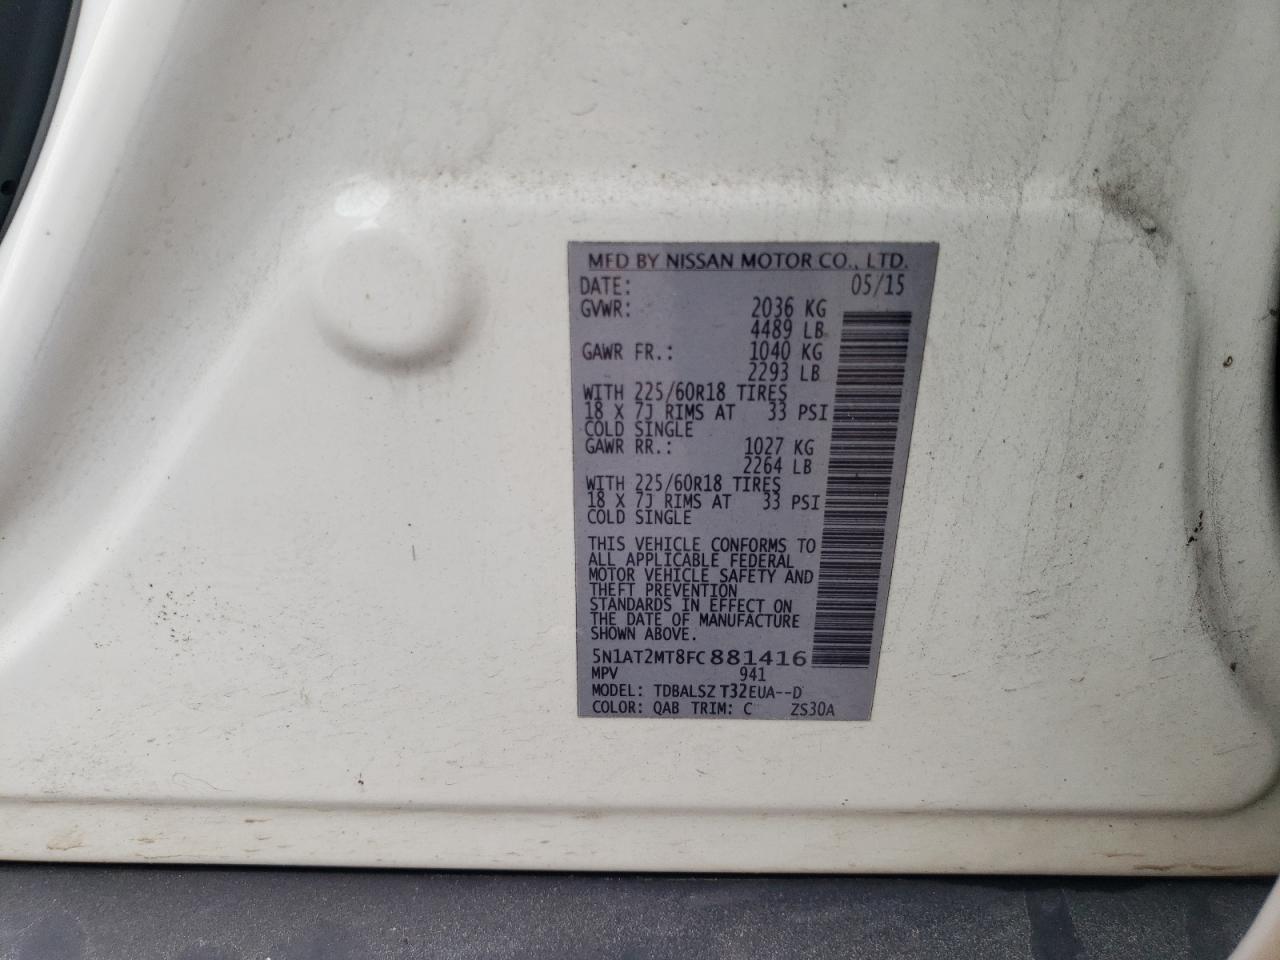 MFD BY NISSAN MOTOR CO., LTD.
DATE: 05/15
GVWR: 2036 KG
4489 LB
GAWR FR.: 1040 KG
2293 LB
WITH 225/60R18 TIRES
18 X 7J RIMS AT 33 PSI
COLD SINGLE
GAWR RR.: 1027 KG
2264 LB
WITH 225/60R18 TIRES
18 X 7J RIMS AT 33 PSI
COLD SINGLE
THIS VEHICLE CONFORMS TO
ALL APPLICABLE FEDERAL
MOTOR VEHICLE SAFETY AND
THEFT PREVENTION
STANDARDS IN EFFECT ON
THE DATE OF MANUFACTURE
SHOWN ABOVE.
5N1AT2MT8FC881416
MPV 941
MODEL: TDBALSZ T32EUA--D
COLOR: QAB TRIM: C ZS30A